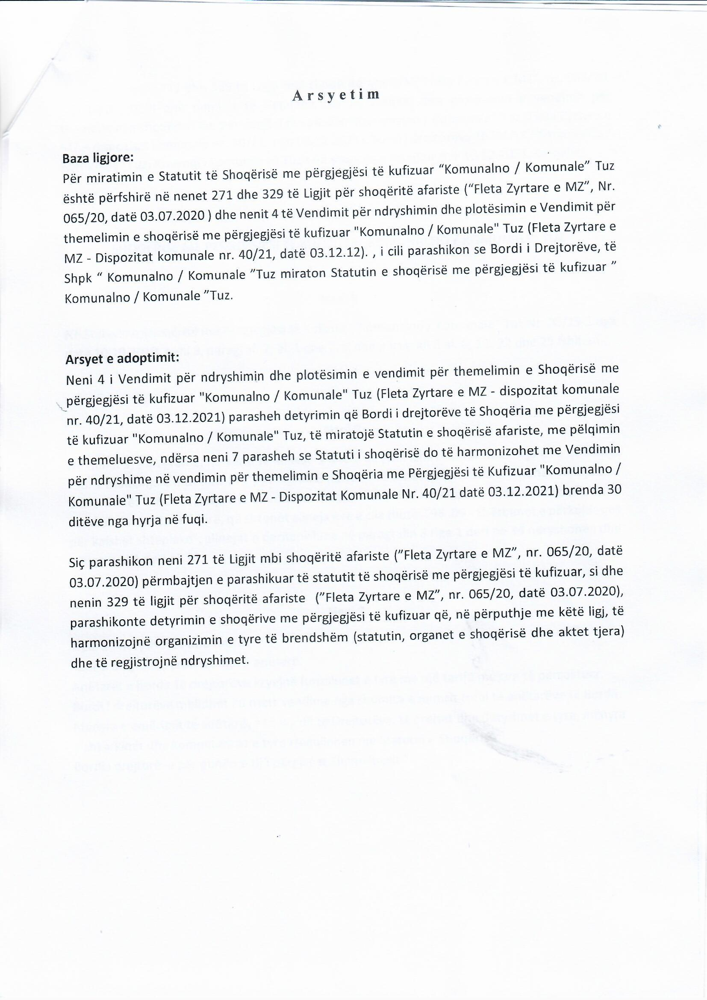 Arsyetim
Baza ligjore:
Për miratimin e Statutit të Shoqërisë me përgjegjësi të kufizuar “Komunalno / Komunale” Tuz
është përfshirë në nenet 271 dhe 329 të Ligjit për shoqëritë afariste (“Fleta Zyrtare e MZ”, Nr.
065/20, datë 03.07.2020 ) dhe nenit 4 të Vendimit për ndryshimin dhe plotësimin e Vendimit për
themelimin e shoqërisë me përgjegjësi të kufizuar "Komunalno / Komunale" Tuz (Fleta Zyrtare e
MZ - Dispozitat komunale nr. 40/21, datë 03.12.12). , i cili parashikon se Bordi i Drejtorëve, të
Shpk “ Komunalno / Komunale ”Tuz miraton Statutin e shoqërisë me përgjegjësi të kufizuar ”
Komunalno / Komunale ”Tuz.
Arsyet e adoptimit:
Neni 4 i Vendimit për ndryshimin dhe plotësimin e vendimit për themelimin e Shoqërisë me
përgjegjësi të kufizuar "Komunalno / Komunale" Tuz (Fleta Zyrtare e MZ - dispozitat komunale
nr. 40/21, datë 03.12.2021) parasheh detyrimin që Bordi i drejtorëve të Shoqëria me përgjegjësi
të kufizuar "Komunalno / Komunale" Tuz, të miratojë Statutin e shoqërisë afariste, me pëlqimin
e themeluesve, ndërsa neni 7 parasheh se Statuti i shoqërisë do të harmonizohet me Vendimin
për ndryshime në vendimin për themelimin e Shoqëria me Përgjegjësi të Kufizuar "Komunalno /
Komunale" Tuz (Fleta Zyrtare e MZ - Dispozitat Komunale Nr. 40/21 datë 03.12.2021) brenda 30
ditëve nga hyrja në fuqi.
Siç parashikon neni 271 të Ligjit mbi shoqëritë afariste (”Fleta Zyrtare e MZ”, nr. 065/20, datë
03.07.2020) përmbajtjen e parashikuar të statutit të shoqërisë me përgjegjësi të kufizuar, si dhe
nenin 329 të ligjit për shoqëritë afariste (”Fleta Zyrtare e MZ”, nr. 065/20, datë 03.07.2020),
parashikonte detyrimin e shoqërive me përgjegjësi të kufizuar që, në përputhje me këtë ligj, të
harmonizojnë organizimin e tyre të brendshëm (statutin, organet e shoqërisë dhe aktet tjera)
dhe të regjistrojnë ndryshimet.